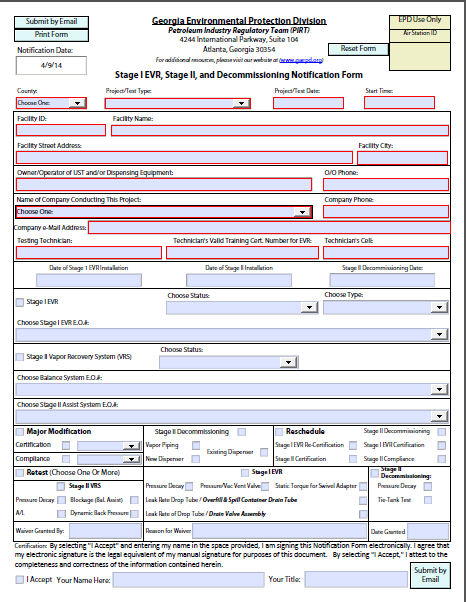 Submit by Email
Print Form
Notification Date:
4/9/14
Georgia Environmental Protection Division
Petroleum Industry Regulatory Team (PIRT)
4244 International Parkway, Suite 104
Atlanta, Georgia 30354
For additional resources, please visit our website at (www.gaepd.org)
Reset Form
EPD Use Only
Air Station ID
Stage I EVR, Stage II, and Decommissioning Notification Form
County: Project/Test Type: Project/Test Date: Start Time:
Choose One:
Facility ID: Facility Name:
Facility Street Address: Facility City:
Owner/Operator of UST and/or Dispensing Equipment: O/O Phone:
Name of Company Conducting This Project: Company Phone:
Choose One:
Company e-Mail Address:
Testing Technician: Technician's Valid Training Cert. Number for EVR: Technician's Cell:
Date of Stage 1 EVR Installation Date of Stage II Installation Stage II Decommissioning Date:
Stage I EVR Choose Status: Choose Type:
Choose Stage I EVR E.O.#:
Stage II Vapor Recovery System (VRS) Choose Status:
Choose Balance System E.O.#:
Choose Stage II Assist System E.O.#:
Major Modification Stage II Decommissioning Reschedule Stage II Decommissioning
Certification Vapor Piping Existing Dispenser Stage I EVR Re-Certification Stage I EVR Certification
Compliance New Dispenser Stage II Certification Stage II Compliance
Retest (Choose One Or More) Stage I EVR Stage II Decommissioning:
Stage II VRS Pressure Decay Pressure/Vac Vent Valve Static Torque for Swivel Adapter Pressure Decay
Pressure Decay Blockage (Bal. Assist) Leak Rate Drop Tube / Overfill & Spill Container Drain Tube Tie-Tank Test
A/L Dynamic Back Pressure Leak Rate of Drop Tube / Drain Valve Assembly
Waiver Granted By: Reason for Waiver Date Granted
Certification: By selecting "I Accept" and entering my name in the space provided, I am signing this Notification Form electronically. I agree that
my electronic signature is the legal equivalent of my manual signature for purposes of this document. By selecting "I Accept," I attest to the
completeness and correctness of the information contained herein.
I Accept Your Name Here: Your Title: Submit by Email